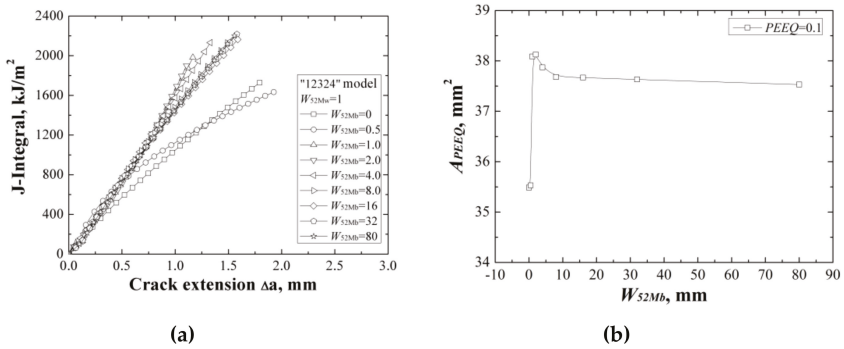 2400
2000
1600
1200
800
400
0
J-Integral, kJ/m²
"12324" model
W52Mw=1
W52Mb=0
W52Mb=0.5
W52Mb=1.0
W52Mb=2.0
W52Mb=4.0
W52Mb=8.0
W52Mb=16
W52Mb=32
W52Mb=80
0.0 0.5 1.0 1.5 2.0 2.5 3.0
Crack extension Δa, mm
(a)
39
38
37
36
35
34
APEEQ, mm²
PEEQ=0.1
-10 0 10 20 30 40 50 60 70 80 90
W52Mb, mm
(b)